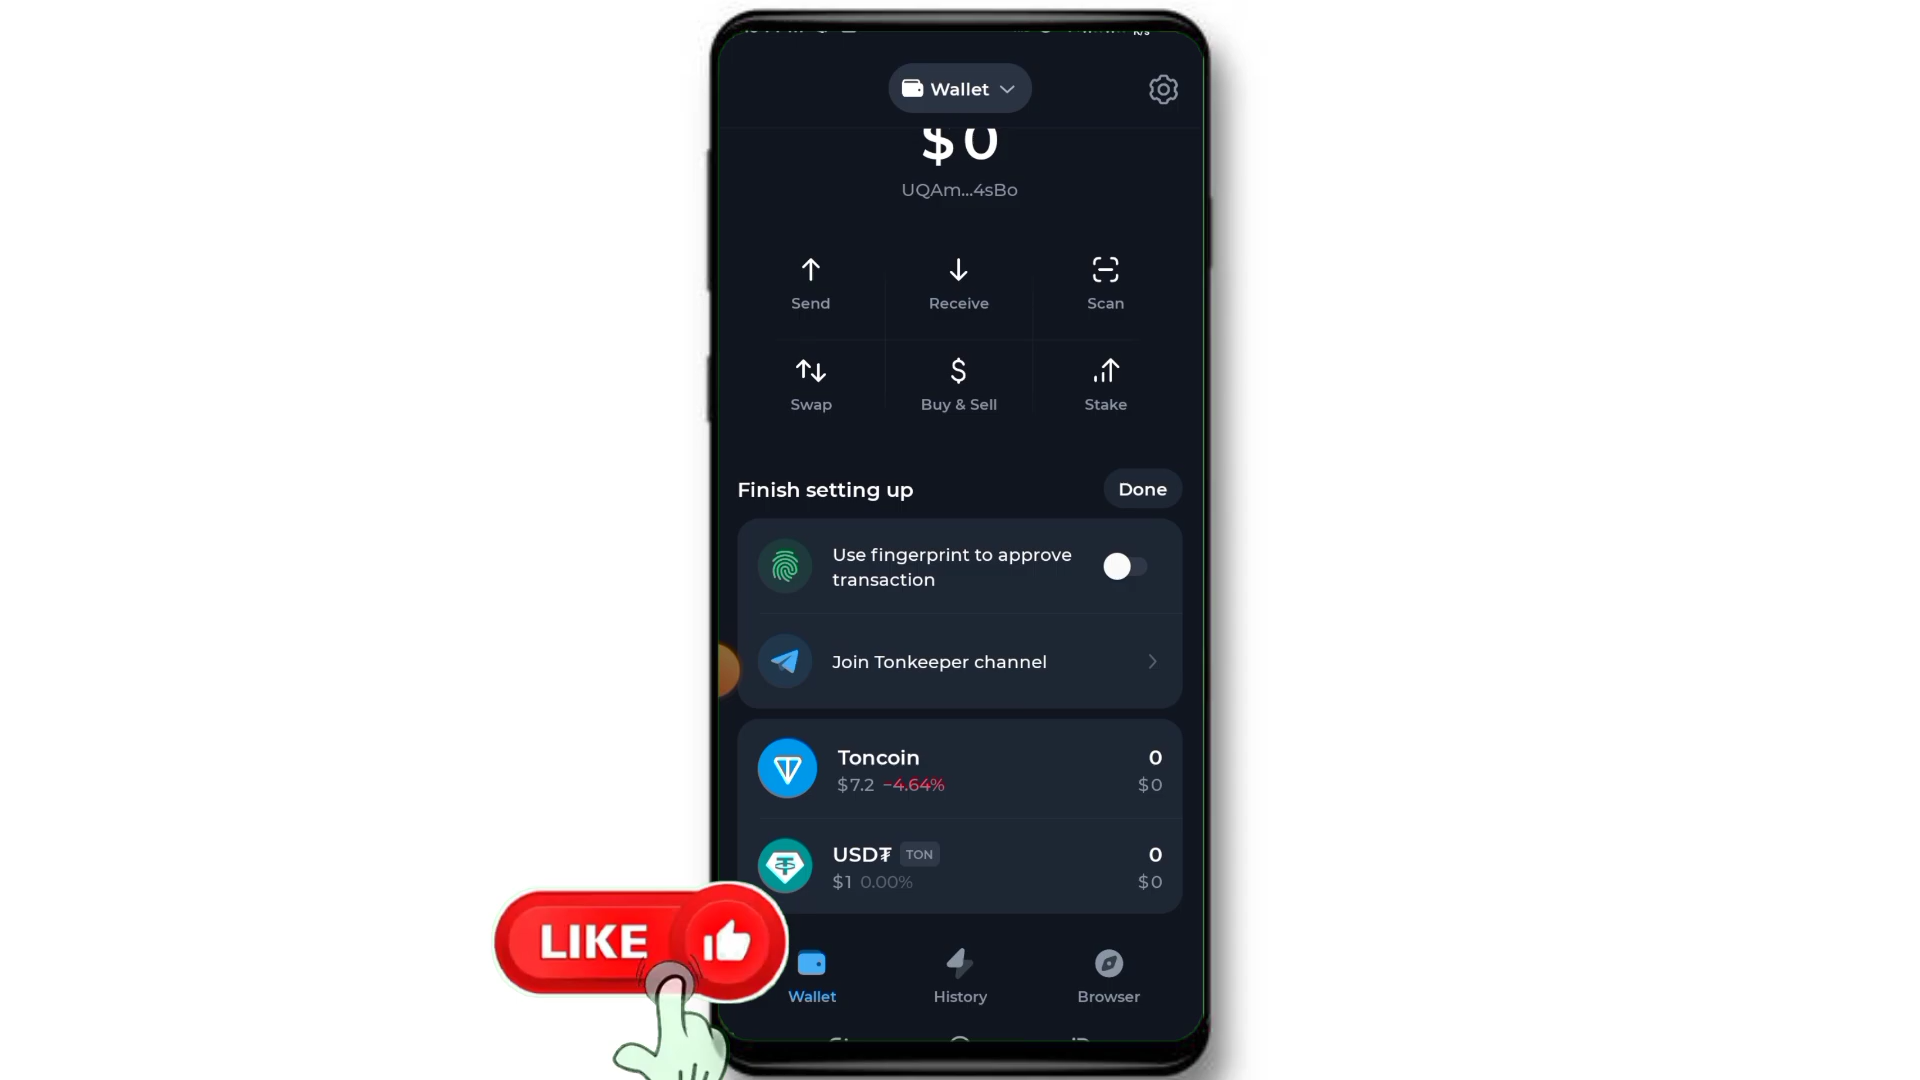 Wallet
$0
UQAm...4sBo
Send
Receive
Scan
Swap
Buy & Sell
Stake
Finish setting up
Done
Use fingerprint to approve
transaction
Join Tonkeeper channel
Toncoin
0
$7.2 −4.64%
$0
USD₮ TON
0
$1 0.00%
$0
LIKE
Wallet
History
Browser